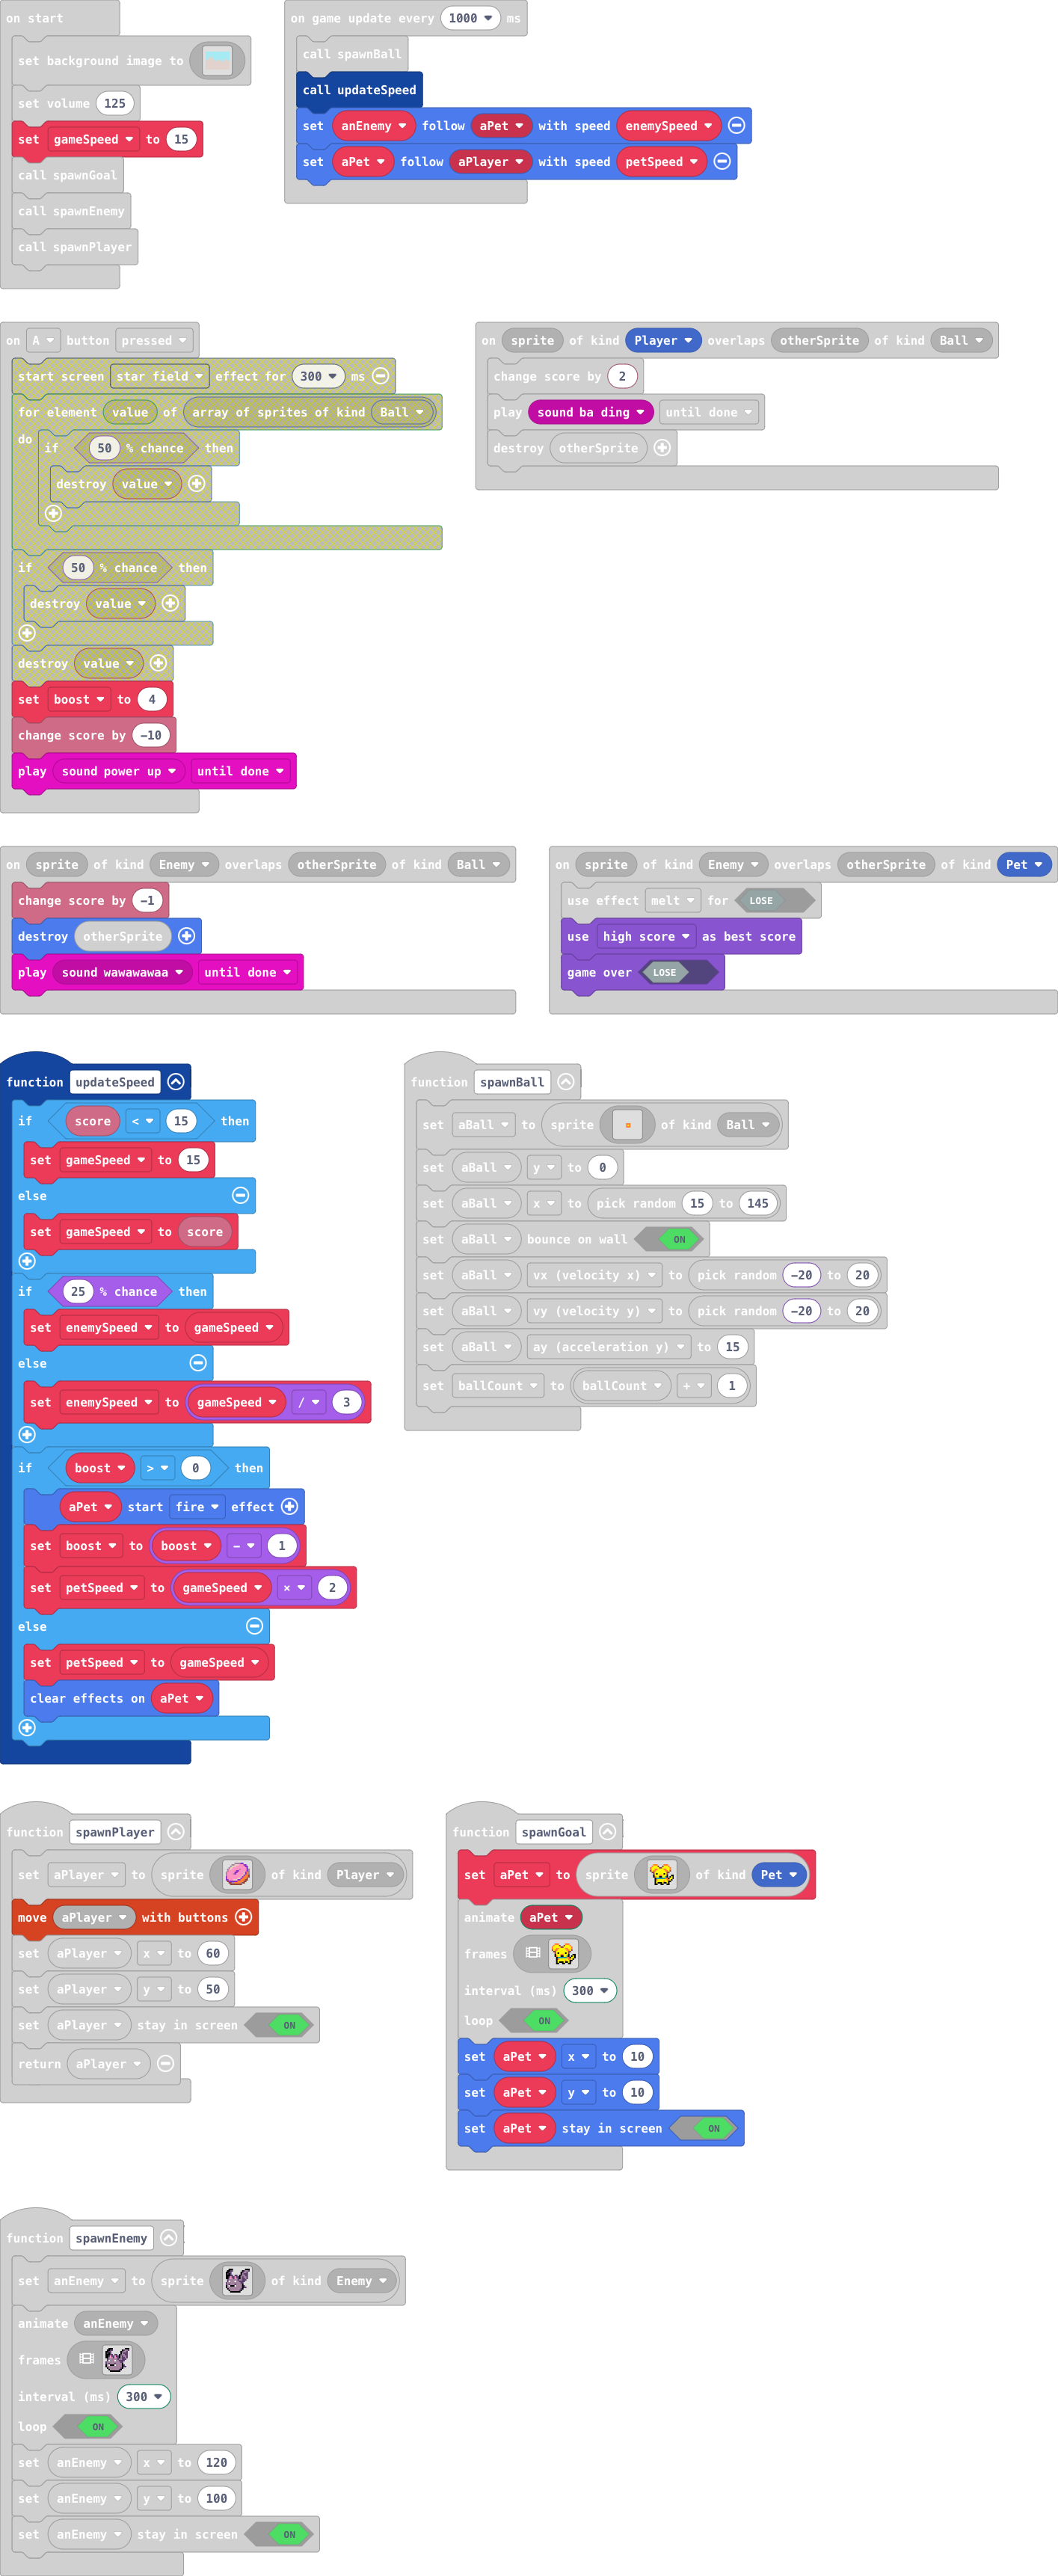 on start
set background image to
set volume 125
set gameSpeed to 15
call spawnGoal
call spawnEnemy
call spawnPlayer
on game update every 1000 ms
call spawnBall
call updateSpeed
set anEnemy follow aPet with speed enemySpeed
set aPet follow aPlayer with speed petSpeed
on A button pressed
start screen star field effect for 300 ms
for element value of array of sprites of kind Ball
do
if 50 % chance then
destroy value
if 50 % chance then
destroy value
destroy value
set boost to 4
change score by -10
play sound power up until done
on sprite of kind Player overlaps otherSprite of kind Ball
change score by 2
play sound ba ding until done
destroy otherSprite
on sprite of kind Enemy overlaps otherSprite of kind Ball
change score by -1
destroy otherSprite
play sound wawawawaa until done
on sprite of kind Enemy overlaps otherSprite of kind Pet
use effect melt for LOSE
use high score as best score
game over LOSE
function updateSpeed
if score < 15 then
set gameSpeed to 15
else
set gameSpeed to score
if 25 % chance then
set enemySpeed to gameSpeed
else
set enemySpeed to gameSpeed / 3
if boost > 0 then
aPet start fire effect
set boost to boost - 1
set petSpeed to gameSpeed × 2
else
set petSpeed to gameSpeed
clear effects on aPet
function spawnBall
set aBall to sprite of kind Ball
set aBall y to 0
set aBall x to pick random 15 to 145
set aBall bounce on wall ON
set aBall vx (velocity x) to pick random -20 to 20
set aBall vy (velocity y) to pick random -20 to 20
set aBall ay (acceleration y) to 15
set ballCount to ballCount + 1
function spawnPlayer
set aPlayer to sprite of kind Player
move aPlayer with buttons
set aPlayer x to 60
set aPlayer y to 50
set aPlayer stay in screen ON
return aPlayer
function spawnGoal
set aPet to sprite of kind Pet
animate aPet
frames
interval (ms) 300
loop ON
set aPet x to 10
set aPet y to 10
set aPet stay in screen ON
function spawnEnemy
set anEnemy to sprite of kind Enemy
animate anEnemy
frames
interval (ms) 300
loop ON
set anEnemy x to 120
set anEnemy y to 100
set anEnemy stay in screen ON